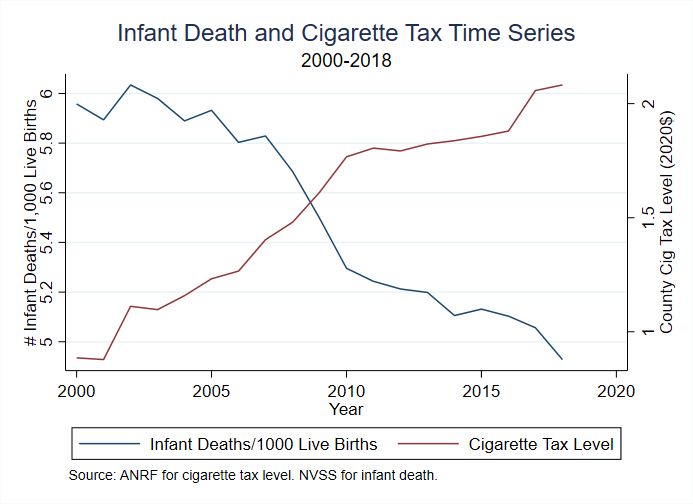 Infant Death and Cigarette Tax Time Series
2000-2018
# Infant Deaths/1,000 Live Births
6
5.8
5.6
5.4
5.2
5
2
1.5
1
County Cig Tax Level (2020$)
2000 2005 2010 2015 2020
Year
Infant Deaths/1000 Live Births Cigarette Tax Level
Source: ANRF for cigarette tax level. NVSS for infant death.